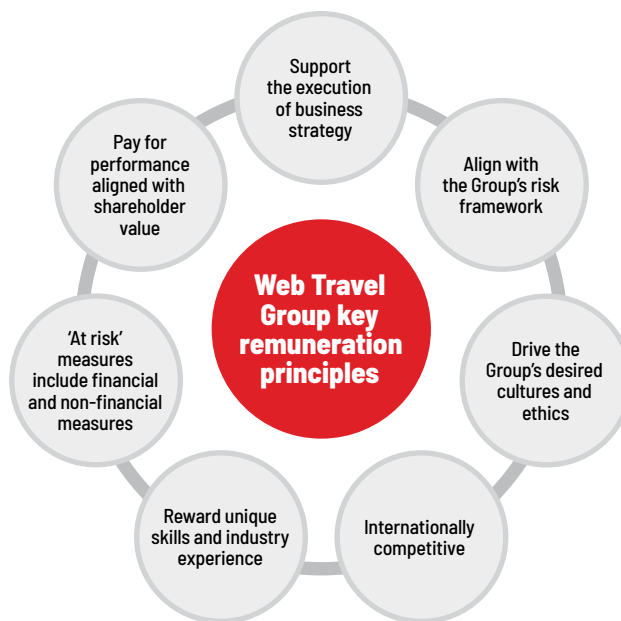 Support
the execution
of business
strategy
Align with
the Group's risk
framework
Drive the
Group's desired
cultures and
ethics
Internationally
competitive
Reward unique
skills and industry
experience
‘At risk’
measures
include financial
and non-financial
measures
Pay for
performance
aligned with
shareholder
value
Web Travel
Group key
remuneration
principles